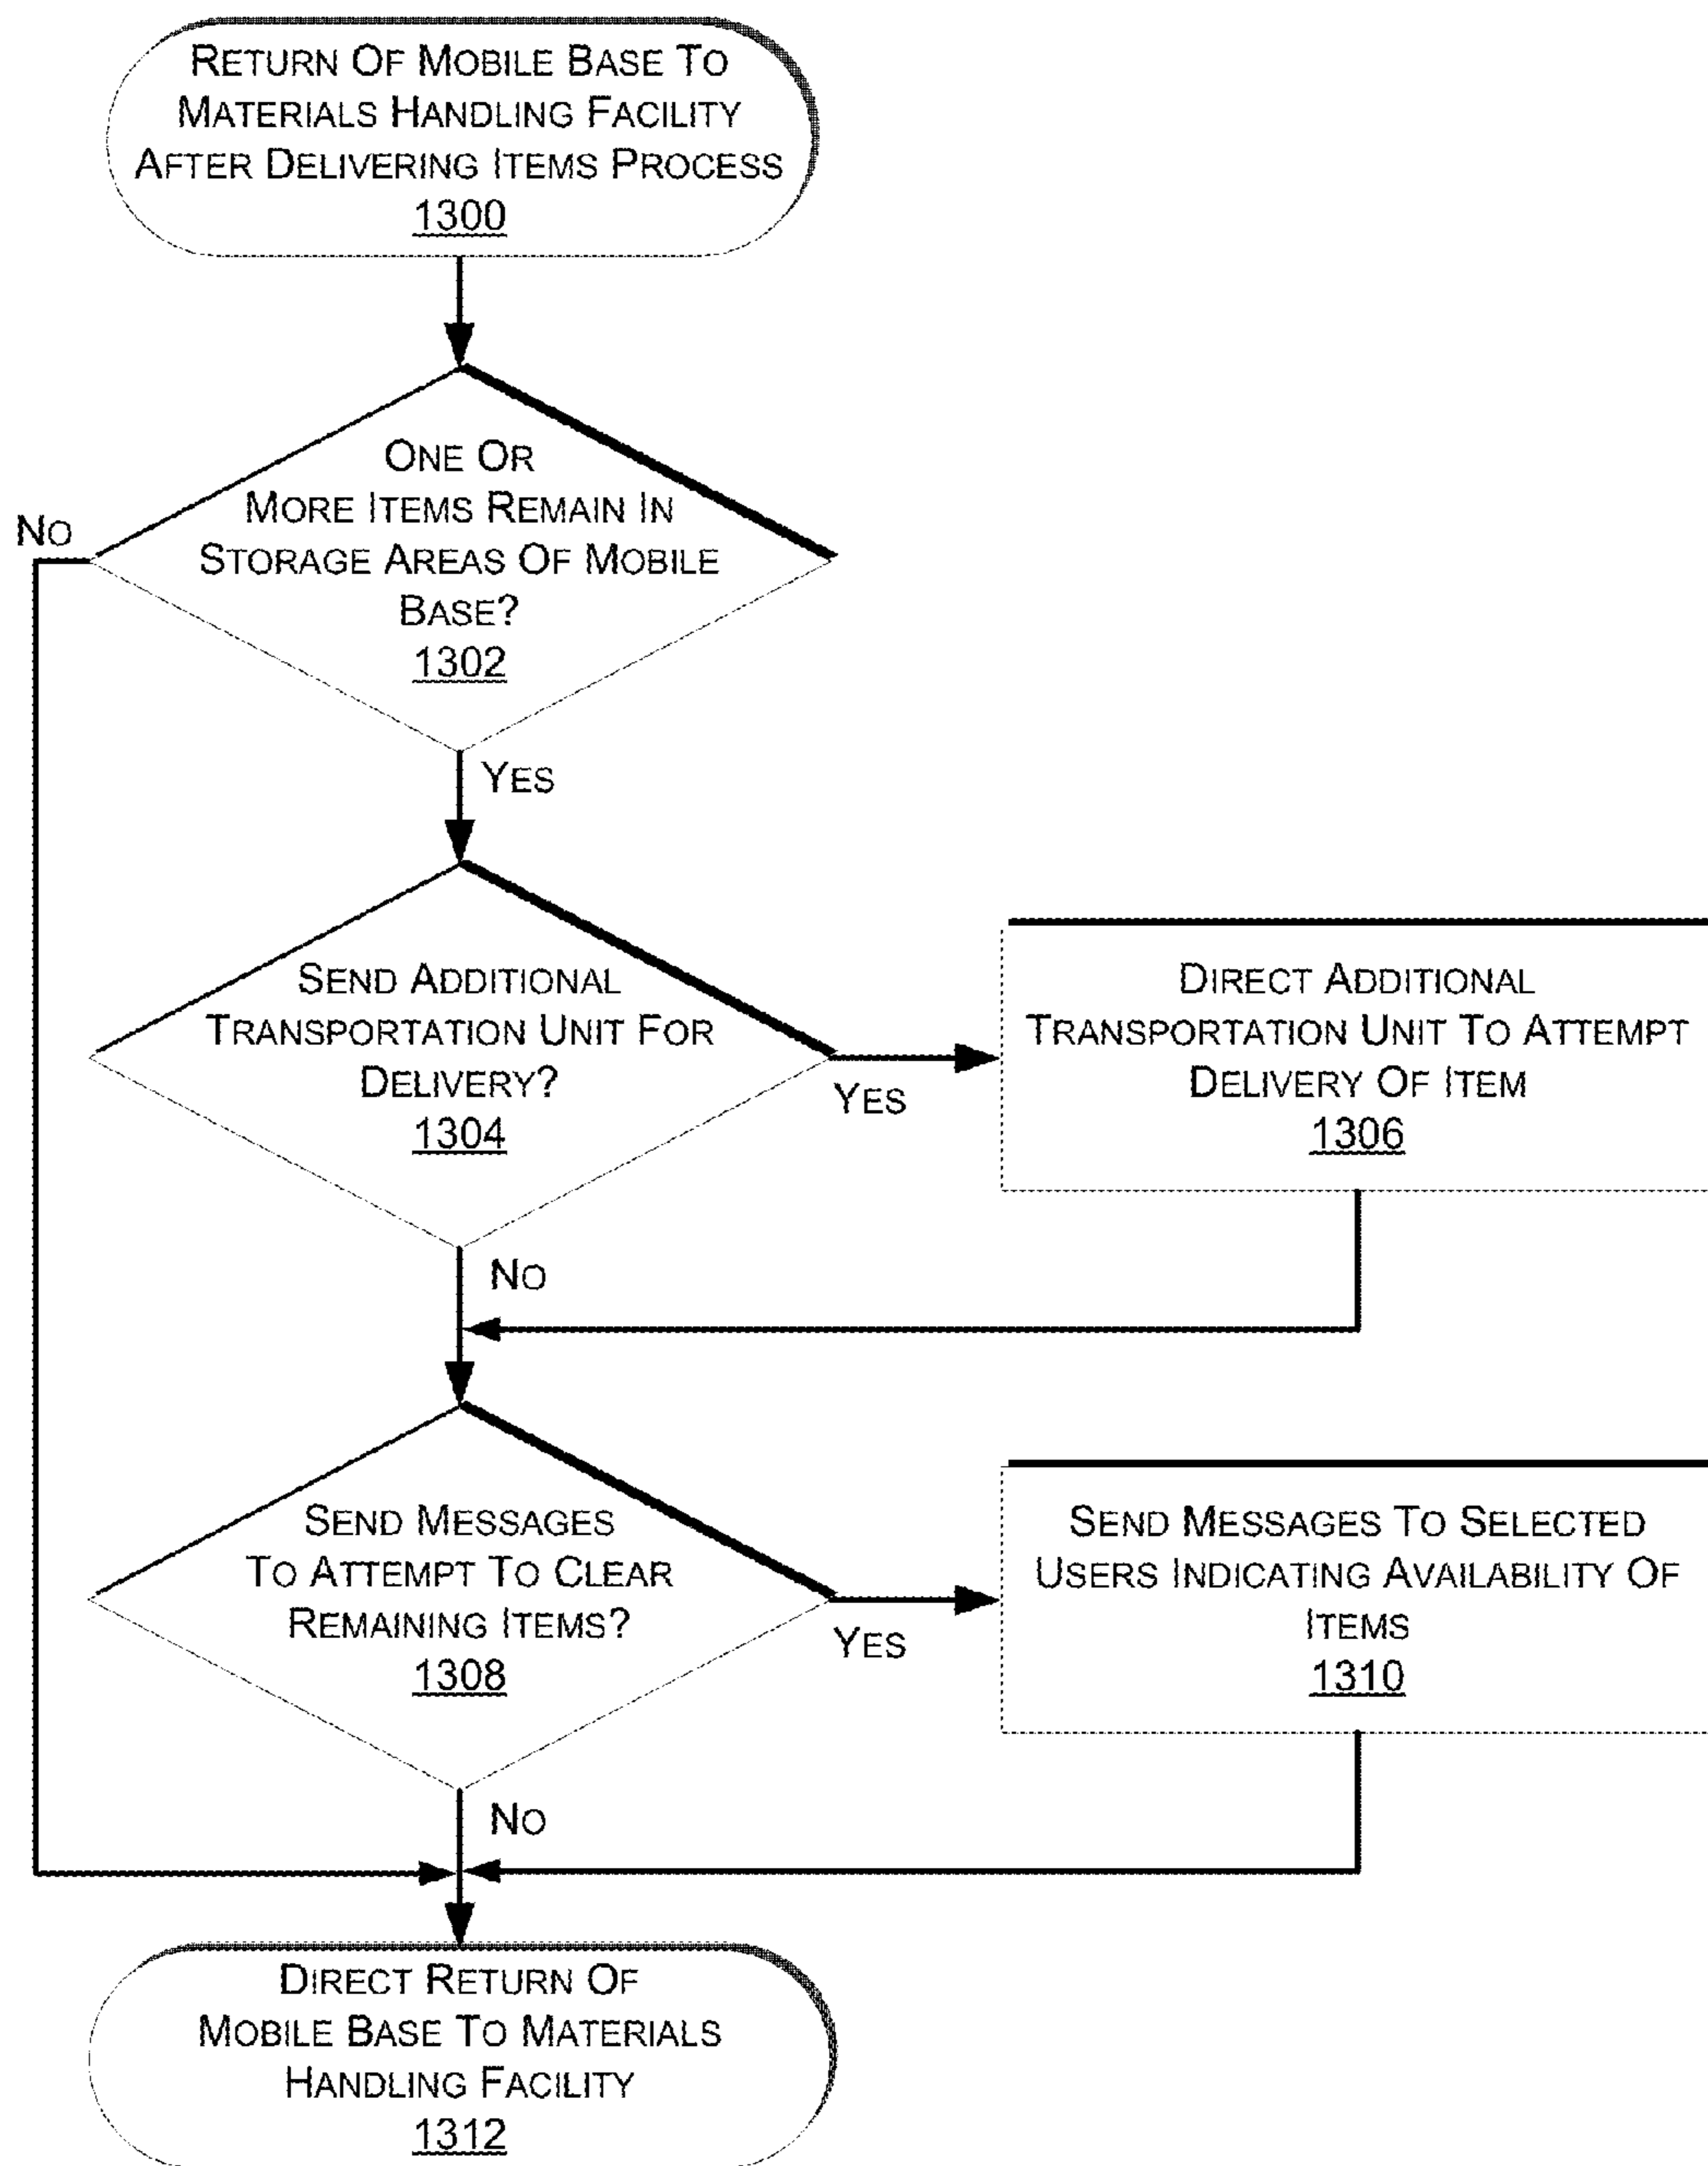 RETURN OF MOBILE BASE TO
MATERIALS HANDLING FACILITY
AFTER DELIVERING ITEMS PROCESS
1300
ONE OR
MORE ITEMS REMAIN IN
STORAGE AREAS OF MOBILE
BASE?
1302
NO
YES
SEND ADDITIONAL
TRANSPORTATION UNIT FOR
DELIVERY?
1304
YES
DIRECT ADDITIONAL
TRANSPORTATION UNIT TO ATTEMPT
DELIVERY OF ITEM
1306
NO
SEND MESSAGES
TO ATTEMPT TO CLEAR
REMAINING ITEMS?
1308
YES
SEND MESSAGES TO SELECTED
USERS INDICATING AVAILABILITY OF
ITEMS
1310
NO
DIRECT RETURN OF
MOBILE BASE TO MATERIALS
HANDLING FACILITY
1312